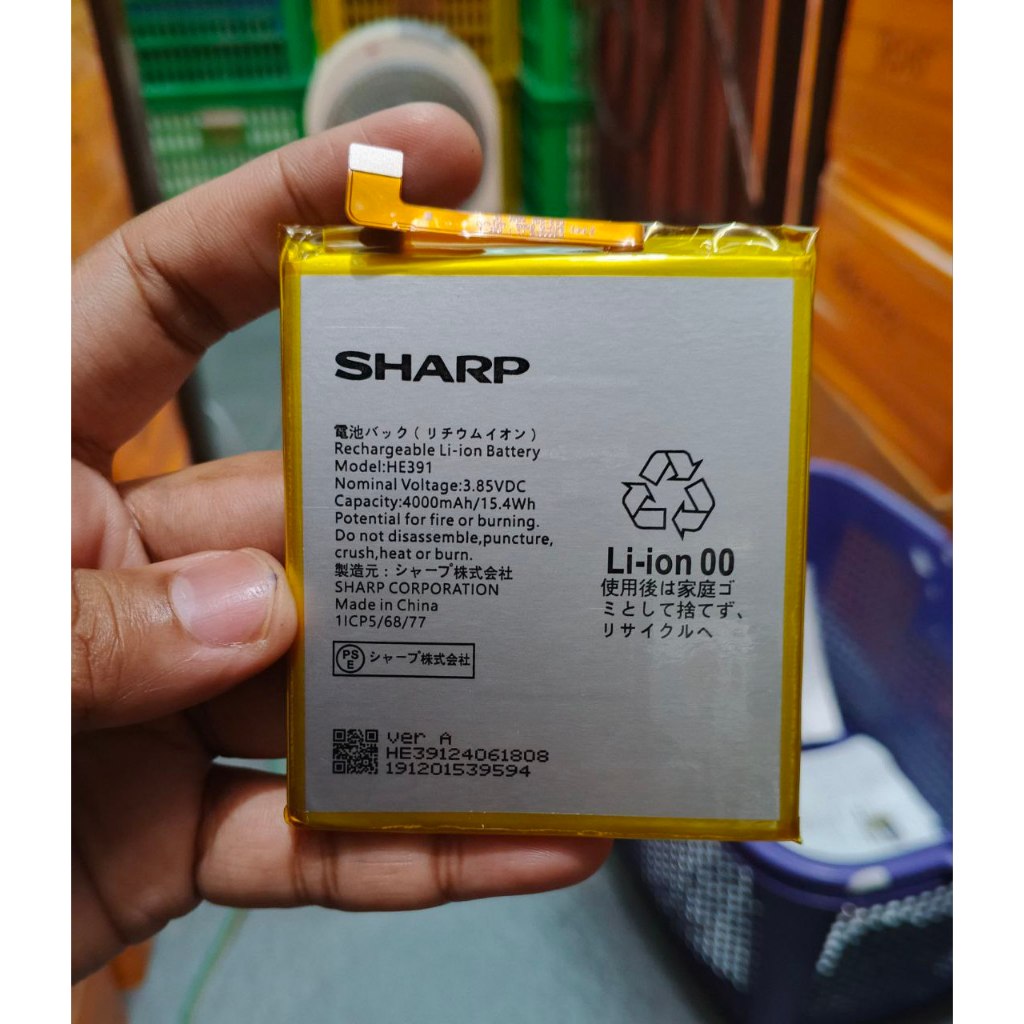 SHARP
電池パック(リチウムイオン)
Rechargeable Li-ion Battery
Model:HE391
Nominal Voltage:3.85VDC
Capacity:4000mAh/15.4Wh
Potential for fire or burning.
Do not disassemble,puncture,
crush,heat or burn.
製造元:シャープ株式会社
SHARP CORPORATION
Made in China
1ICP5/68/77
PS
E シャープ株式会社
Li-ion 00
使用後は家庭ゴ
ミとして捨てず、
リサイクルへ
ver A
HE39124061808
191201539594